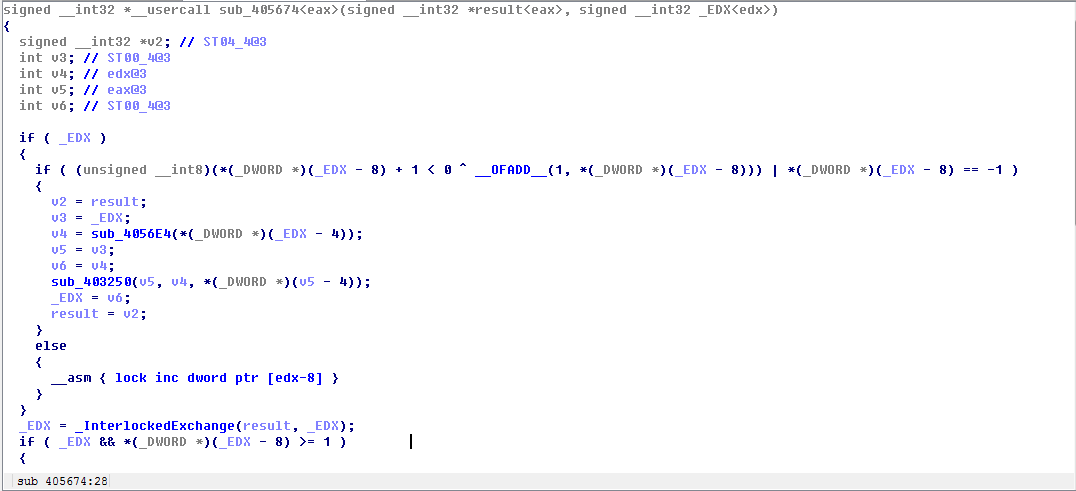 signed __int32 *__usercall sub_405674<eax>(signed __int32 *result<eax>, signed __int32 _EDX<edx>)
{
  signed __int32 *v2; // ST04_4@3
  int v3; // ST00_4@3
  int v4; // edx@3
  int v5; // eax@3
  int v6; // ST00_4@3
  if ( _EDX )
  {
    if ( (unsigned __int8)(*(_DWORD *)(_EDX - 8) + 1 < 0 ^ __OFADD__(1, *(_DWORD *)(_EDX - 8))) | *(_DWORD *)(_EDX - 8) == -1 )
    {
      v2 = result;
      v3 = _EDX;
      v4 = sub_4056E4(*(_DWORD *)(_EDX - 4));
      v5 = v3;
      v6 = v4;
      sub_403250(v5, v4, *(_DWORD *)(v5 - 4));
      _EDX = v6;
      result = v2;
    }
    else
    {
      __asm { lock inc dword ptr [edx-8] }
    }
  }
  _EDX = _InterlockedExchange(result, _EDX);
  if ( _EDX && *(_DWORD *)(_EDX - 8) >= 1 )
  {
sub 405674:28